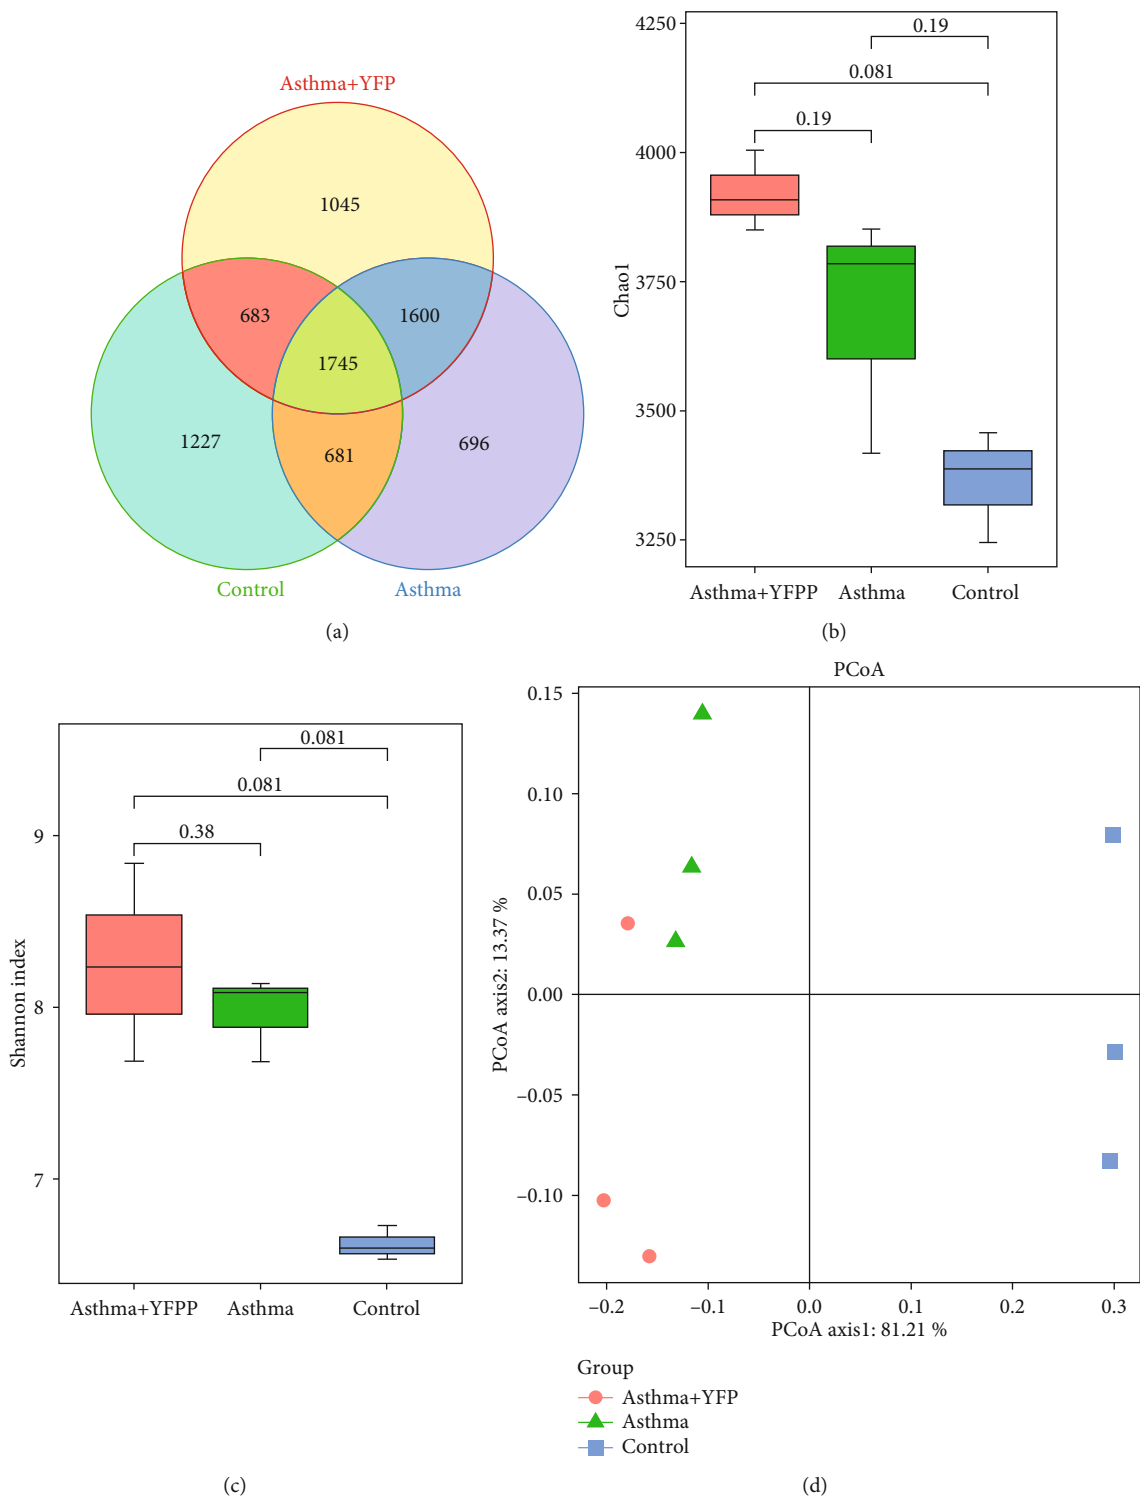 Asthma+YFP
1045
683
1600
1745
1227
681
696
Control
Asthma
(a)
4250
4000
3750
3500
3250
Chao1
0.19
0.081
0.19
Asthma+YFPP
Asthma
Control
(b)
9
8
7
Shannon index
0.081
0.081
0.38
Asthma+YFPP
Asthma
Control
(c)
PCoA
0.15
0.10
0.05
0.00
−0.05
−0.10
PCoA axis2: 13.37 %
−0.2
−0.1
0.0
0.1
0.2
0.3
PCoA axis1: 81.21 %
Group
Asthma+YFP
Asthma
Control
(d)